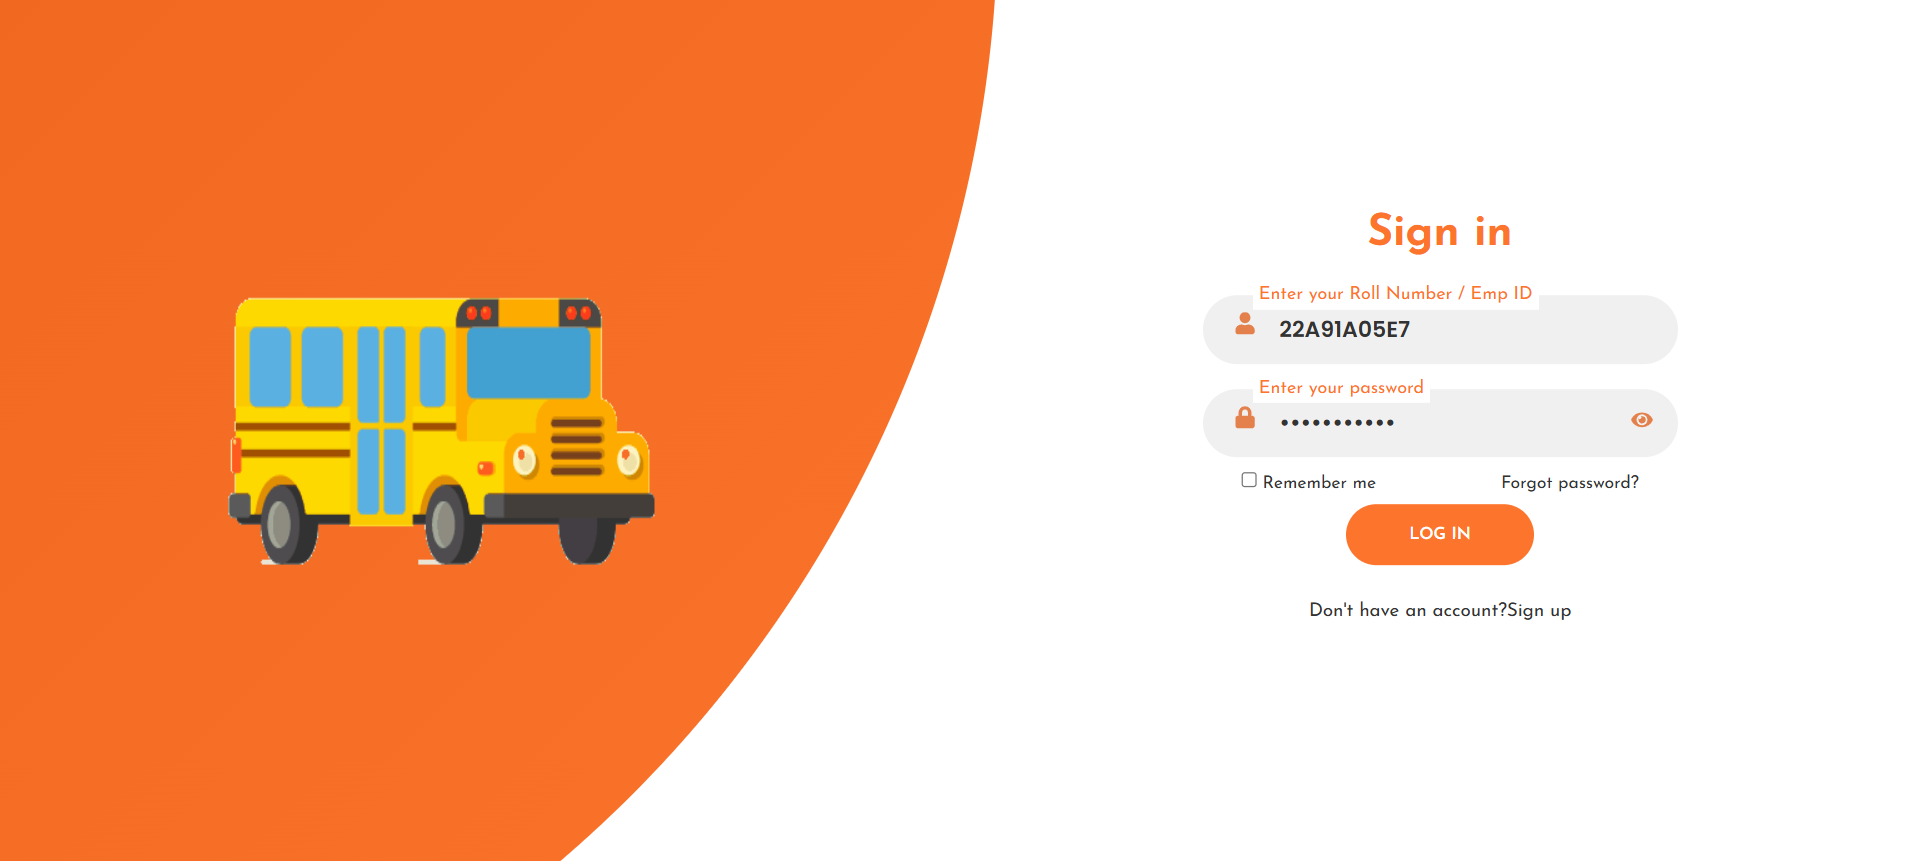 Sign in
Enter your Roll Number / Emp ID
22A91A05E7
Enter your password
•••••••••••
Remember me
Forgot password?
LOG IN
Don't have an account?Sign up